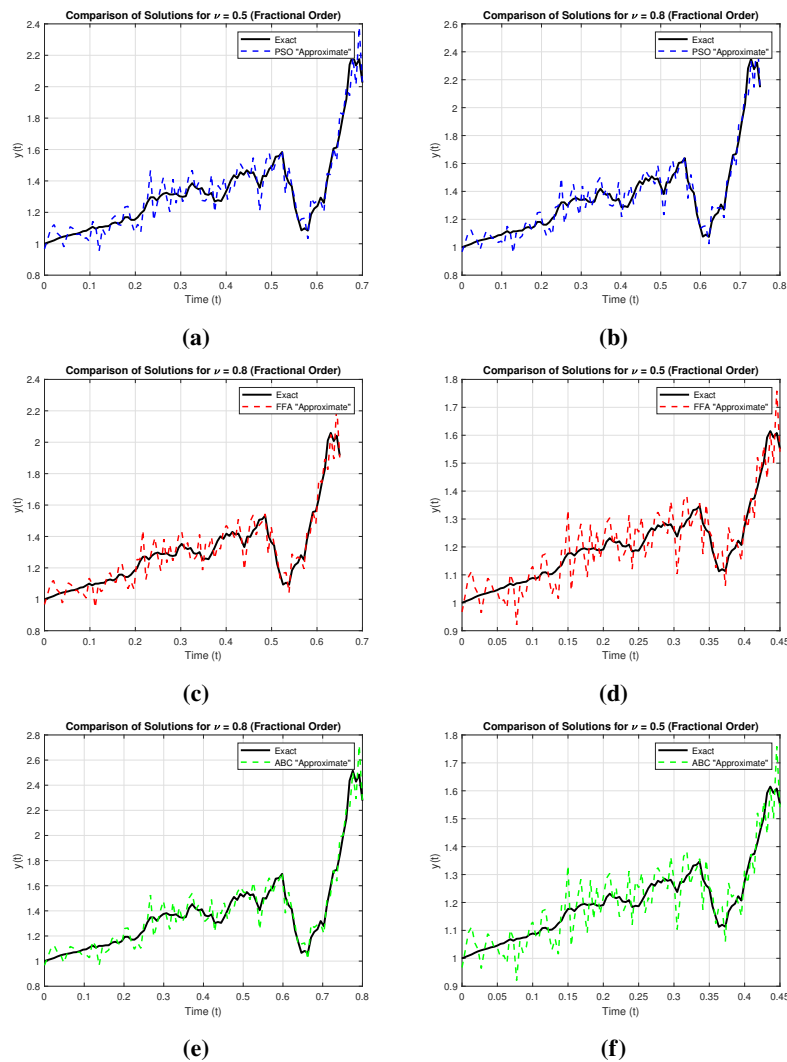 Comparison of Solutions for ν = 0.5 (Fractional Order)
2.4
2.2
2
1.8
1.6
1.4
1.2
1
0.8
y(t)
Exact
PSO "Approximate"
0 0.1 0.2 0.3 0.4 0.5 0.6 0.7
Time (t)
(a)
Comparison of Solutions for ν = 0.8 (Fractional Order)
2.6
2.4
2.2
2
1.8
1.6
1.4
1.2
1
0.8
y(t)
Exact
PSO "Approximate"
0 0.1 0.2 0.3 0.4 0.5 0.6 0.7 0.8
Time (t)
(b)
Comparison of Solutions for ν = 0.8 (Fractional Order)
2.4
2.2
2
1.8
1.6
1.4
1.2
1
0.8
y(t)
Exact
FFA "Approximate"
0 0.1 0.2 0.3 0.4 0.5 0.6 0.7
Time (t)
(c)
Comparison of Solutions for ν = 0.5 (Fractional Order)
1.8
1.7
1.6
1.5
1.4
1.3
1.2
1.1
1
0.9
y(t)
Exact
FFA "Approximate"
0 0.05 0.1 0.15 0.2 0.25 0.3 0.35 0.4 0.45
Time (t)
(d)
Comparison of Solutions for ν = 0.8 (Fractional Order)
2.8
2.6
2.4
2.2
2
1.8
1.6
1.4
1.2
1
0.8
y(t)
Exact
ABC "Approximate"
0 0.1 0.2 0.3 0.4 0.5 0.6 0.7 0.8
Time (t)
(e)
Comparison of Solutions for ν = 0.5 (Fractional Order)
1.8
1.7
1.6
1.5
1.4
1.3
1.2
1.1
1
0.9
y(t)
Exact
ABC "Approximate"
0 0.05 0.1 0.15 0.2 0.25 0.3 0.35 0.4 0.45
Time (t)
(f)